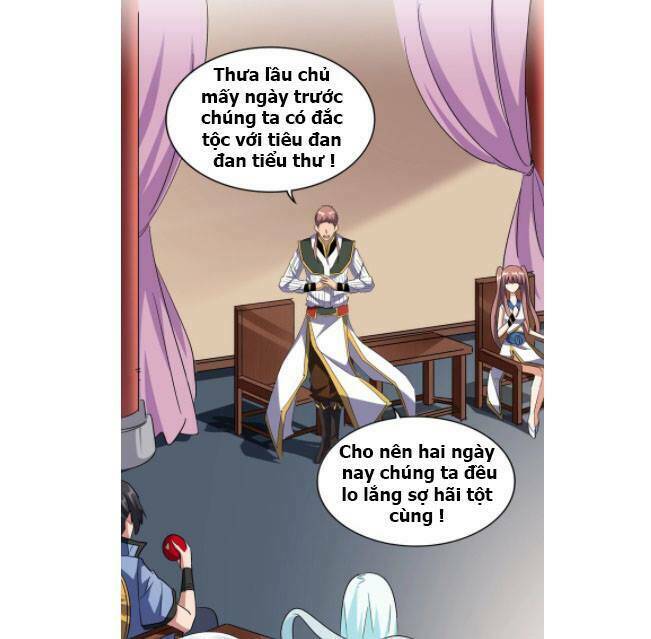 Thưa lầu chủ
mấy ngày trước
chúng ta có đắc
tộc với tiêu đan
đan tiểu thư !
Cho nên hai ngày
nay chúng ta đều
lo lắng sợ hãi tột
cùng !